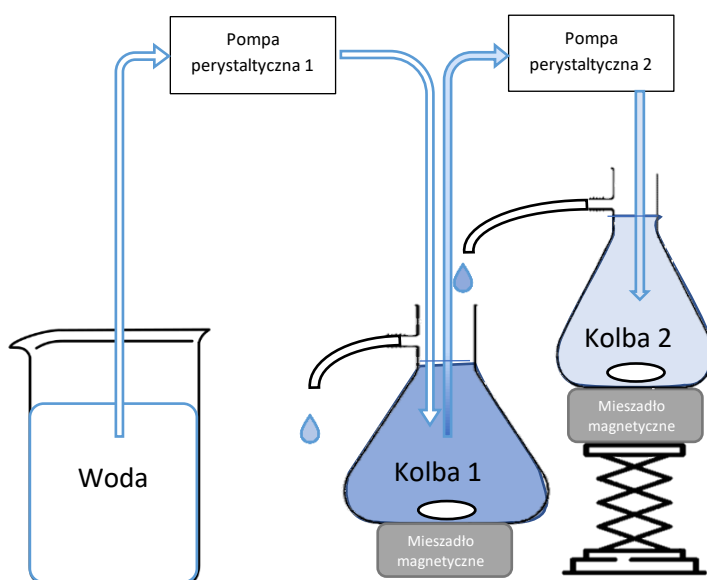 Pompa
perystaltyczna 1
Pompa
perystaltyczna 2
Woda
Kolba 1
Mieszadło
magnetyczne
Kolba 2
Mieszadło
magnetyczne